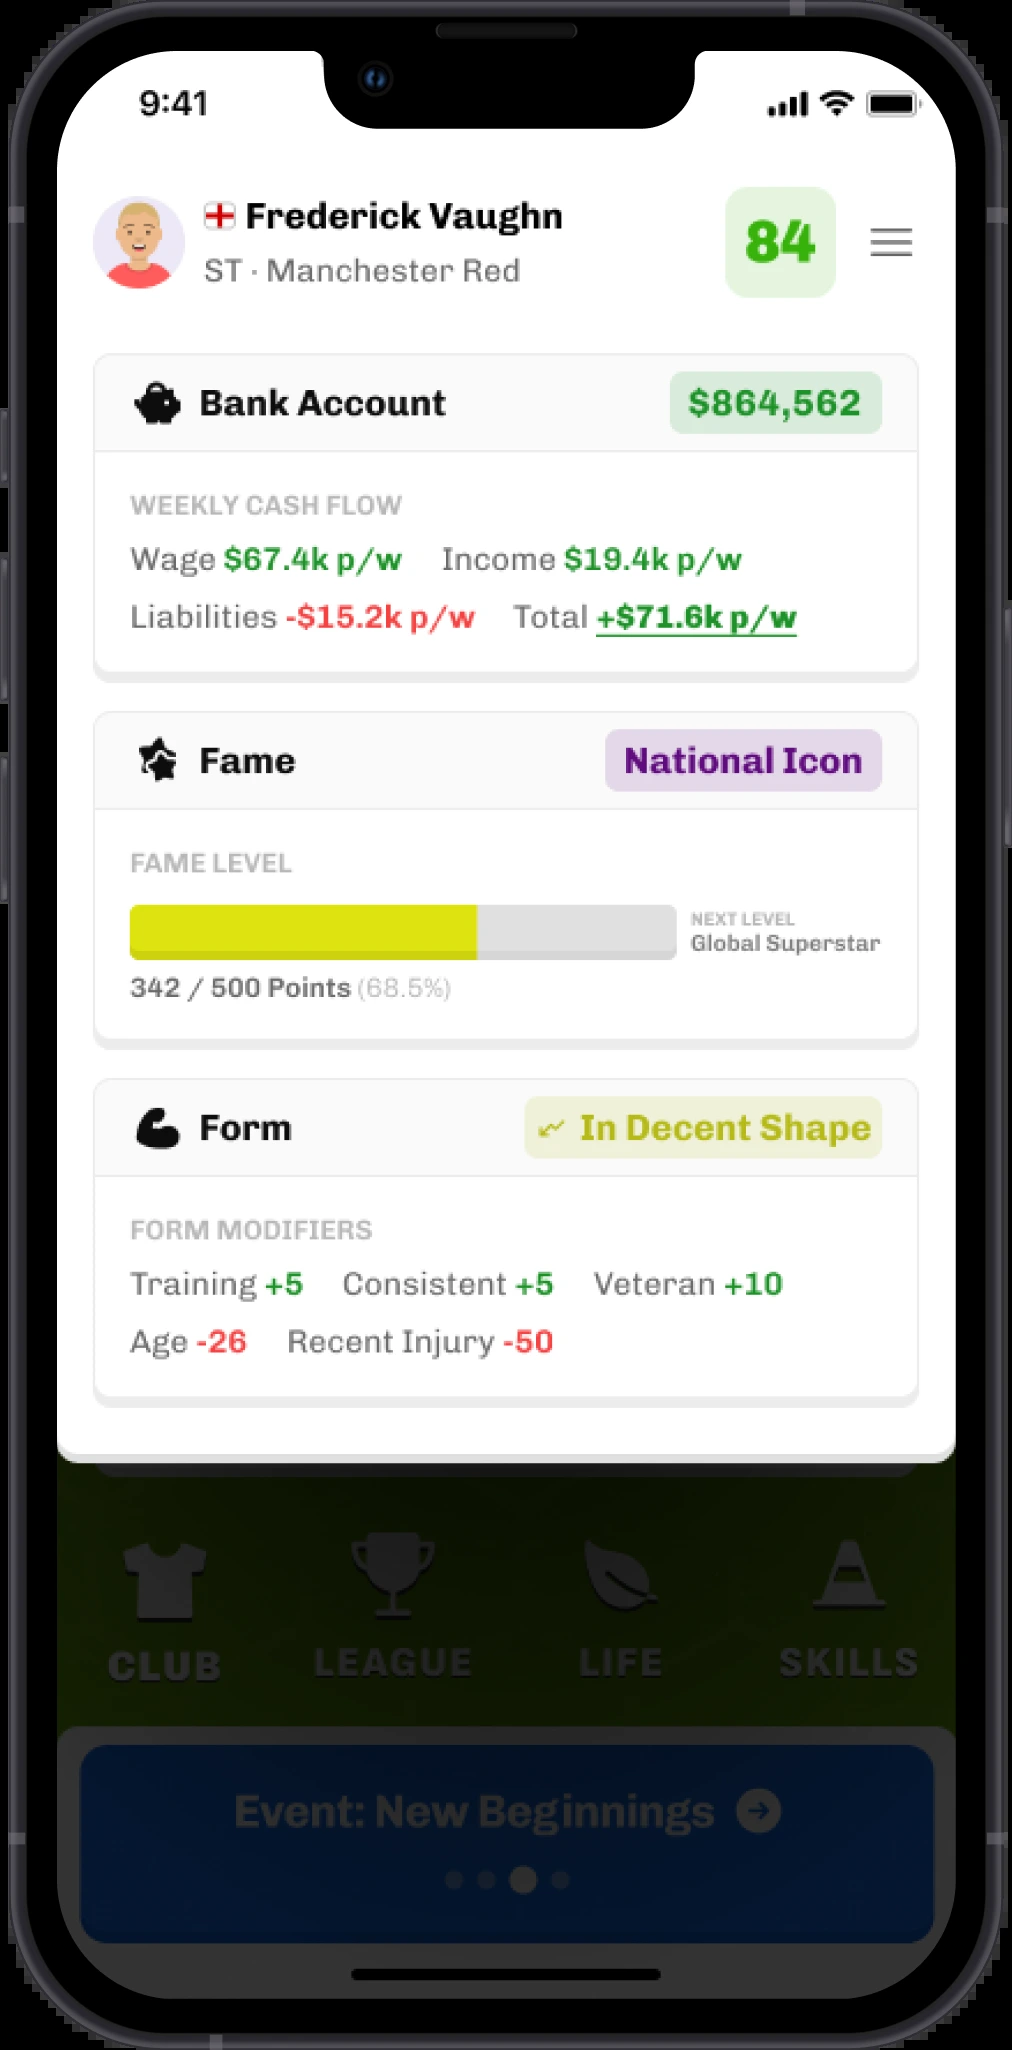 9:41
Frederick Vaughn
ST · Manchester Red
84
Bank Account
$864,562
WEEKLY CASH FLOW
Wage $67.4k p/w Income $19.4k p/w
Liabilities -$15.2k p/w Total +$71.6k p/w
Fame
National Icon
FAME LEVEL
NEXT LEVEL
Global Superstar
342 / 500 Points (68.5%)
Form
In Decent Shape
FORM MODIFIERS
Training +5 Consistent +5 Veteran +10
Age -26 Recent Injury -50
CLUB LEAGUE LIFE SKILLS
Event: New Beginnings